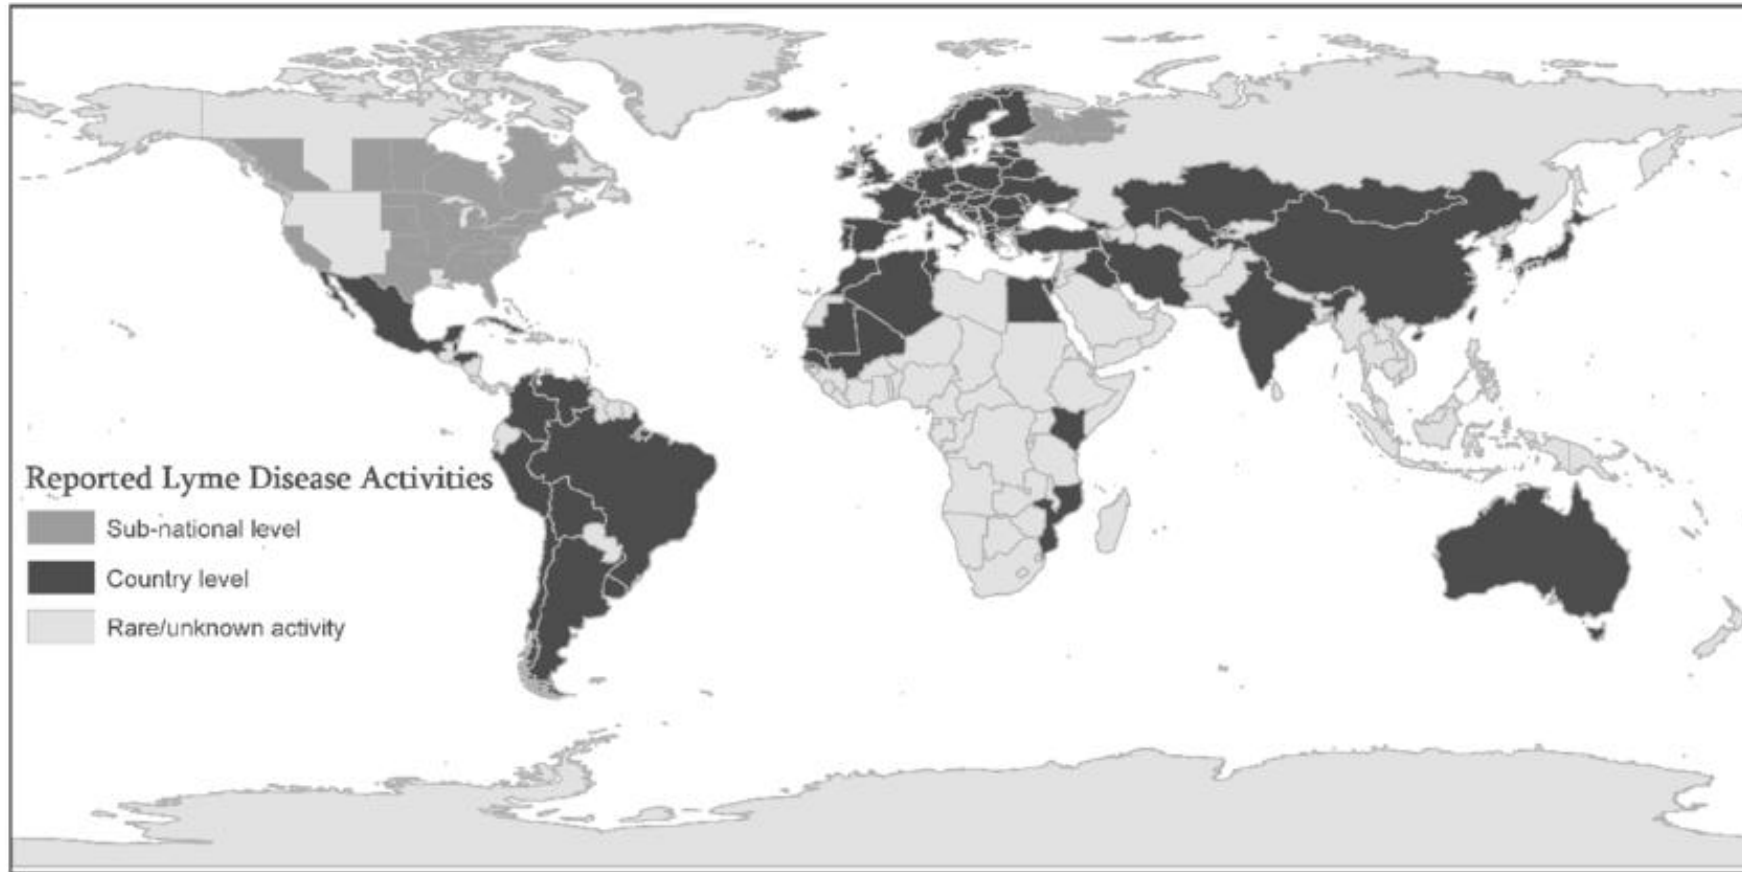 Reported Lyme Disease Activities
Sub-national level
Country level
Rare/unknown activity